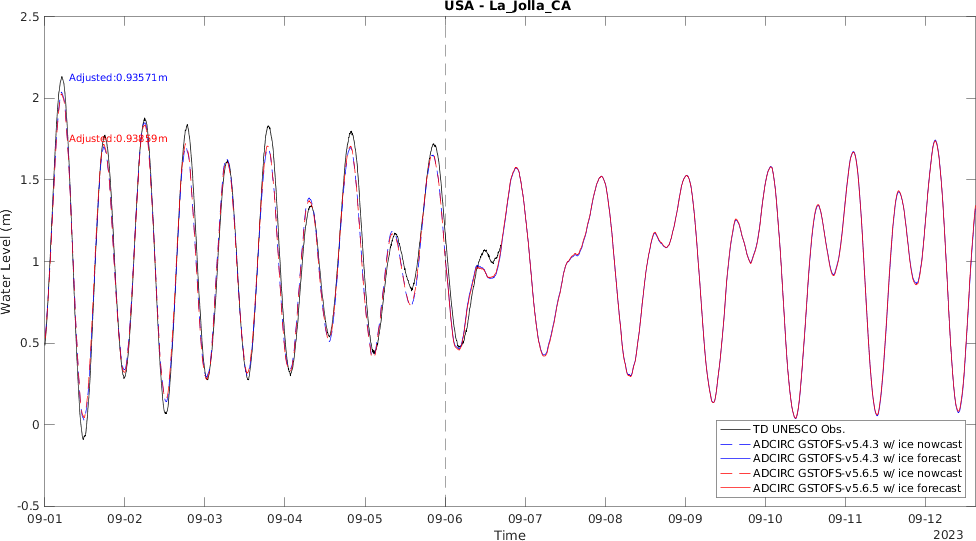 USA - La_Jolla_CA
2.5
2
1.5
1
0.5
0
-0.5
Water Level (m)
Adjusted:0.93571m
Adjusted:0.93859m
TD UNESCO Obs.
ADCIRC GSTOFS-v5.4.3 w/ ice nowcast
ADCIRC GSTOFS-v5.4.3 w/ ice forecast
ADCIRC GSTOFS-v5.6.5 w/ ice nowcast
ADCIRC GSTOFS-v5.6.5 w/ ice forecast
09-01 09-02 09-03 09-04 09-05 09-06 09-07 09-08 09-09 09-10 09-11 09-12
Time
2023